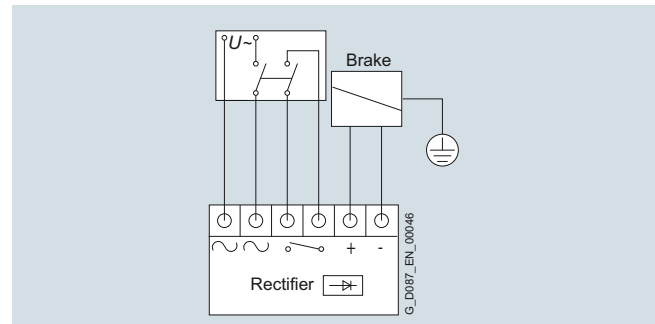 U~
Brake
+ -
Rectifier
G_D087_EN_00046